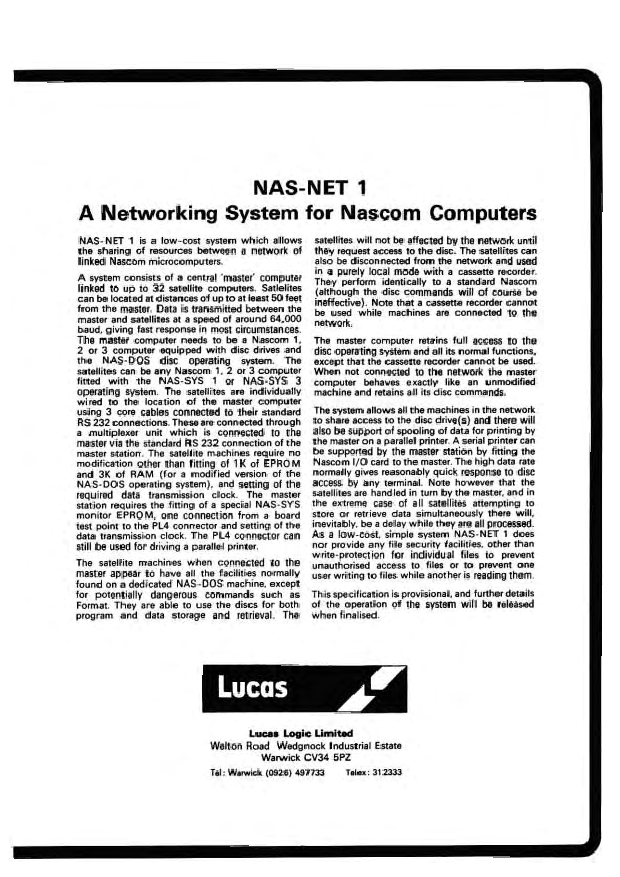 NAS-NET 1
A Networking System for Nascom Computers
NAS-NET 1 is a low-cost system which allows
the sharing of resources between a network of
linked Nascom microcomputers.
A system consists of a central 'master' computer
linked to up to 32 satellite computers. Satlelites
can be located at distances of up to at least 50 feet
from the master. Data is transmitted between the
master and satellites at a speed of around 64,000
baud, giving fast response in most circumstances.
The master computer needs to be a Nascom 1,
2 or 3 computer equipped with disc drives and
the NAS-DOS disc operating system. The
satellites can be any Nascom 1, 2 or 3 computer
fitted with the NAS-SYS 1 or NAS-SYS 3
operating system. The satellites are individually
wired to the location of the master computer
using 3 core cables connected to their standard
RS 232 connections. These are connected through
a multiplexer unit which is connected to the
master via the standard RS 232 connection of the
master station. The satellite machines require no
modification other than fitting of 1K of EPROM
and 3K of RAM (for a modified version of the
NAS-DOS operating system), and setting of the
required data transmission clock. The master
station requires the fitting of a special NAS-SYS
monitor EPROM, one connection from a board
test point to the PL4 connector and setting of the
data transmission clock. The PL4 connector can
still be used for driving a parallel printer.
The satellite machines when connected to the
master appear to have all the facilities normally
found on a dedicated NAS-DOS machine, except
for potentially dangerous commands such as
Format. They are able to use the discs for both
program and data storage and retrieval. The
satellites will not be affected by the network until
they request access to the disc. The satellites can
also be disconnected from the network and used
in a purely local mode with a cassette recorder.
They perform identically to a standard Nascom
(although the disc commands will of course be
ineffective). Note that a cassette recorder cannot
be used while machines are connected to the
network.
The master computer retains full access to the
disc operating system and all its normal functions,
except that the cassette recorder cannot be used.
When not connected to the network the master
computer behaves exactly like an unmodified
machine and retains all its disc commands.
The system allows all the machines in the network
to share access to the disc drive(s) and there will
also be support of spooling of data for printing by
the master on a parallel printer. A serial printer can
be supported by the master station by fitting the
Nascom I/O card to the master. The high data rate
normally gives reasonably quick response to disc
access by any terminal. Note however that the
satellites are handled in turn by the master, and in
the extreme case of all satellites attempting to
store or retrieve data simultaneously there will,
inevitably, be a delay while they are all processed.
As a low-cost, simple system NAS-NET 1 does
nor provide any file security facilities, other than
write-protection for individual files to prevent
unauthorised access to files or to prevent one
user writing to files while another is reading them.
This specification is provisional, and further details
of the operation of the system will be released
when finalised.
Lucas
Lucas Logic Limited
Welton Road Wedgnock Industrial Estate
Warwick CV34 5PZ
Tel: Warwick (0926) 497733 Telex: 312333